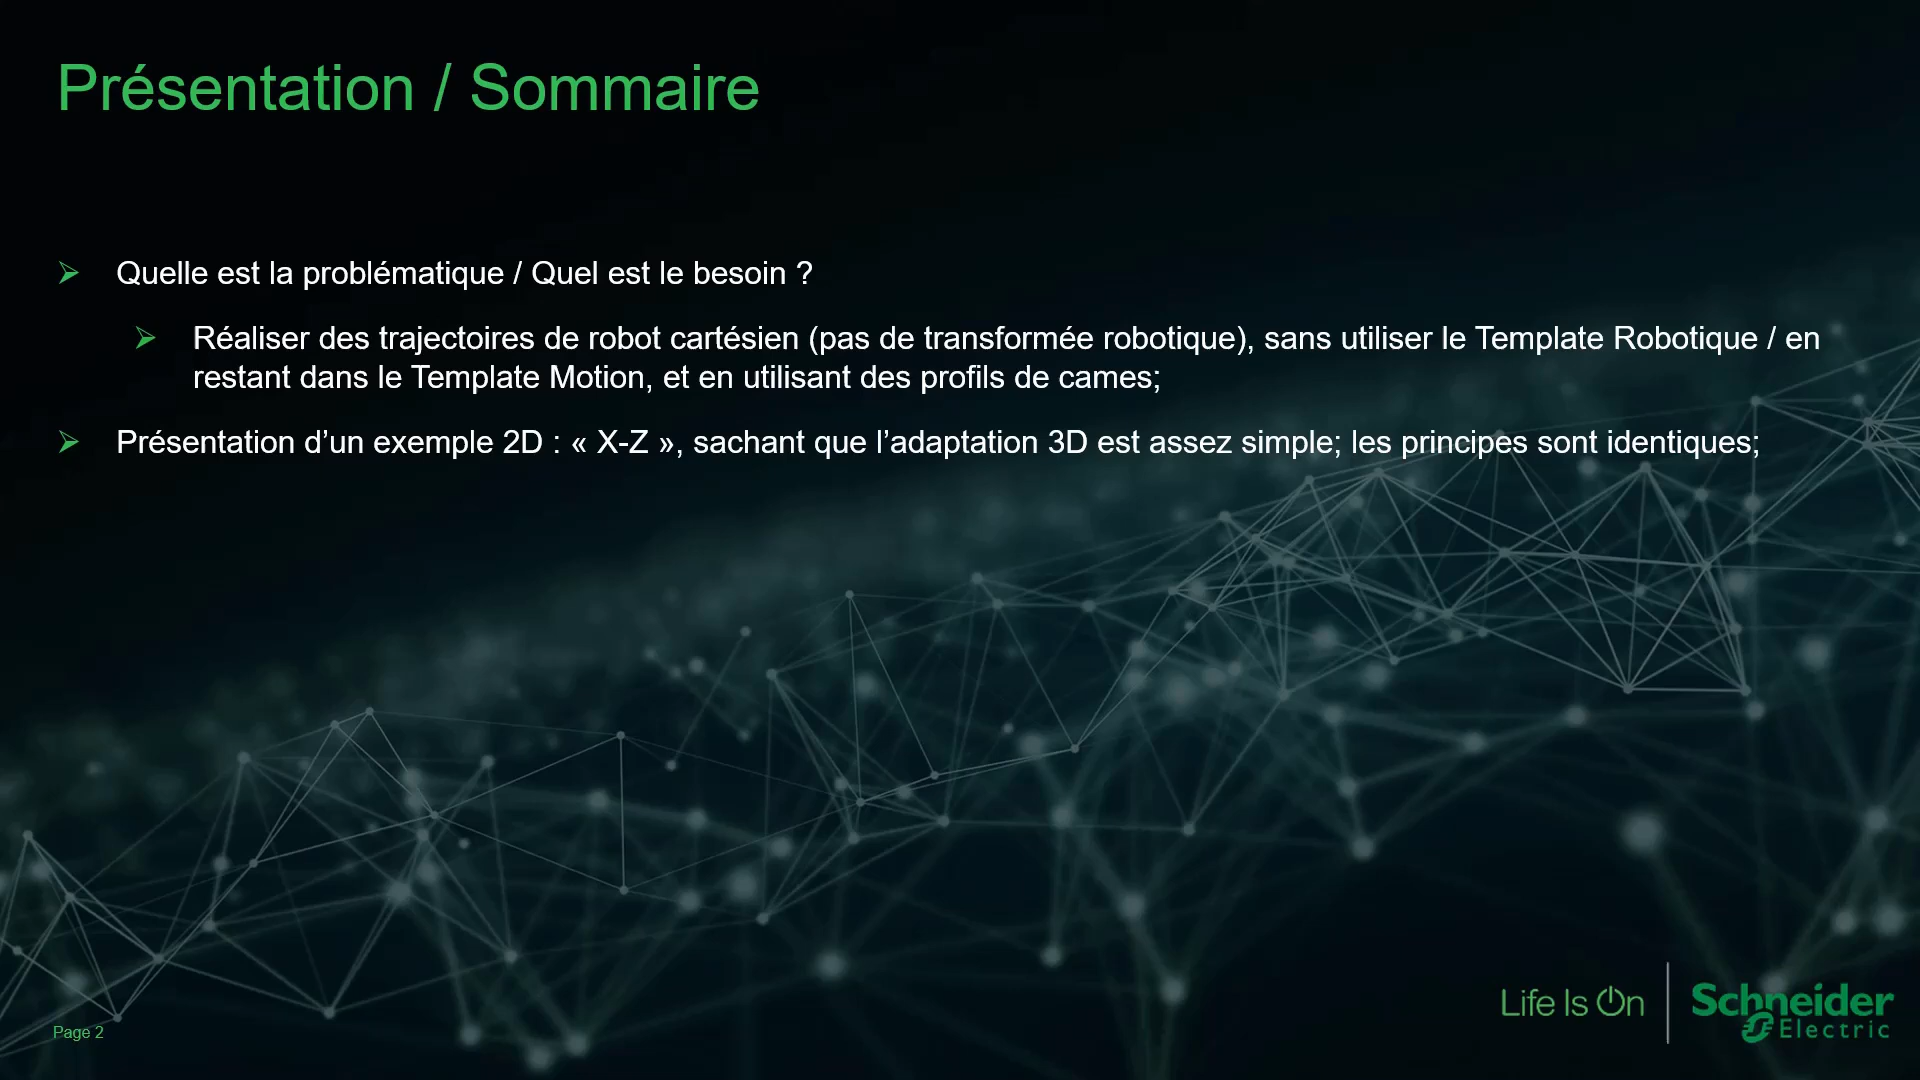 Présentation / Sommaire
Quelle est la problématique / Quel est le besoin ?
Réaliser des trajectoires de robot cartésien (pas de transformée robotique), sans utiliser le Template Robotique / en
restant dans le Template Motion, et en utilisant des profils de cames;
Présentation d’un exemple 2D : « X-Z », sachant que l’adaptation 3D est assez simple; les principes sont identiques;
Life Is On
Schneider
Electric
Page 2